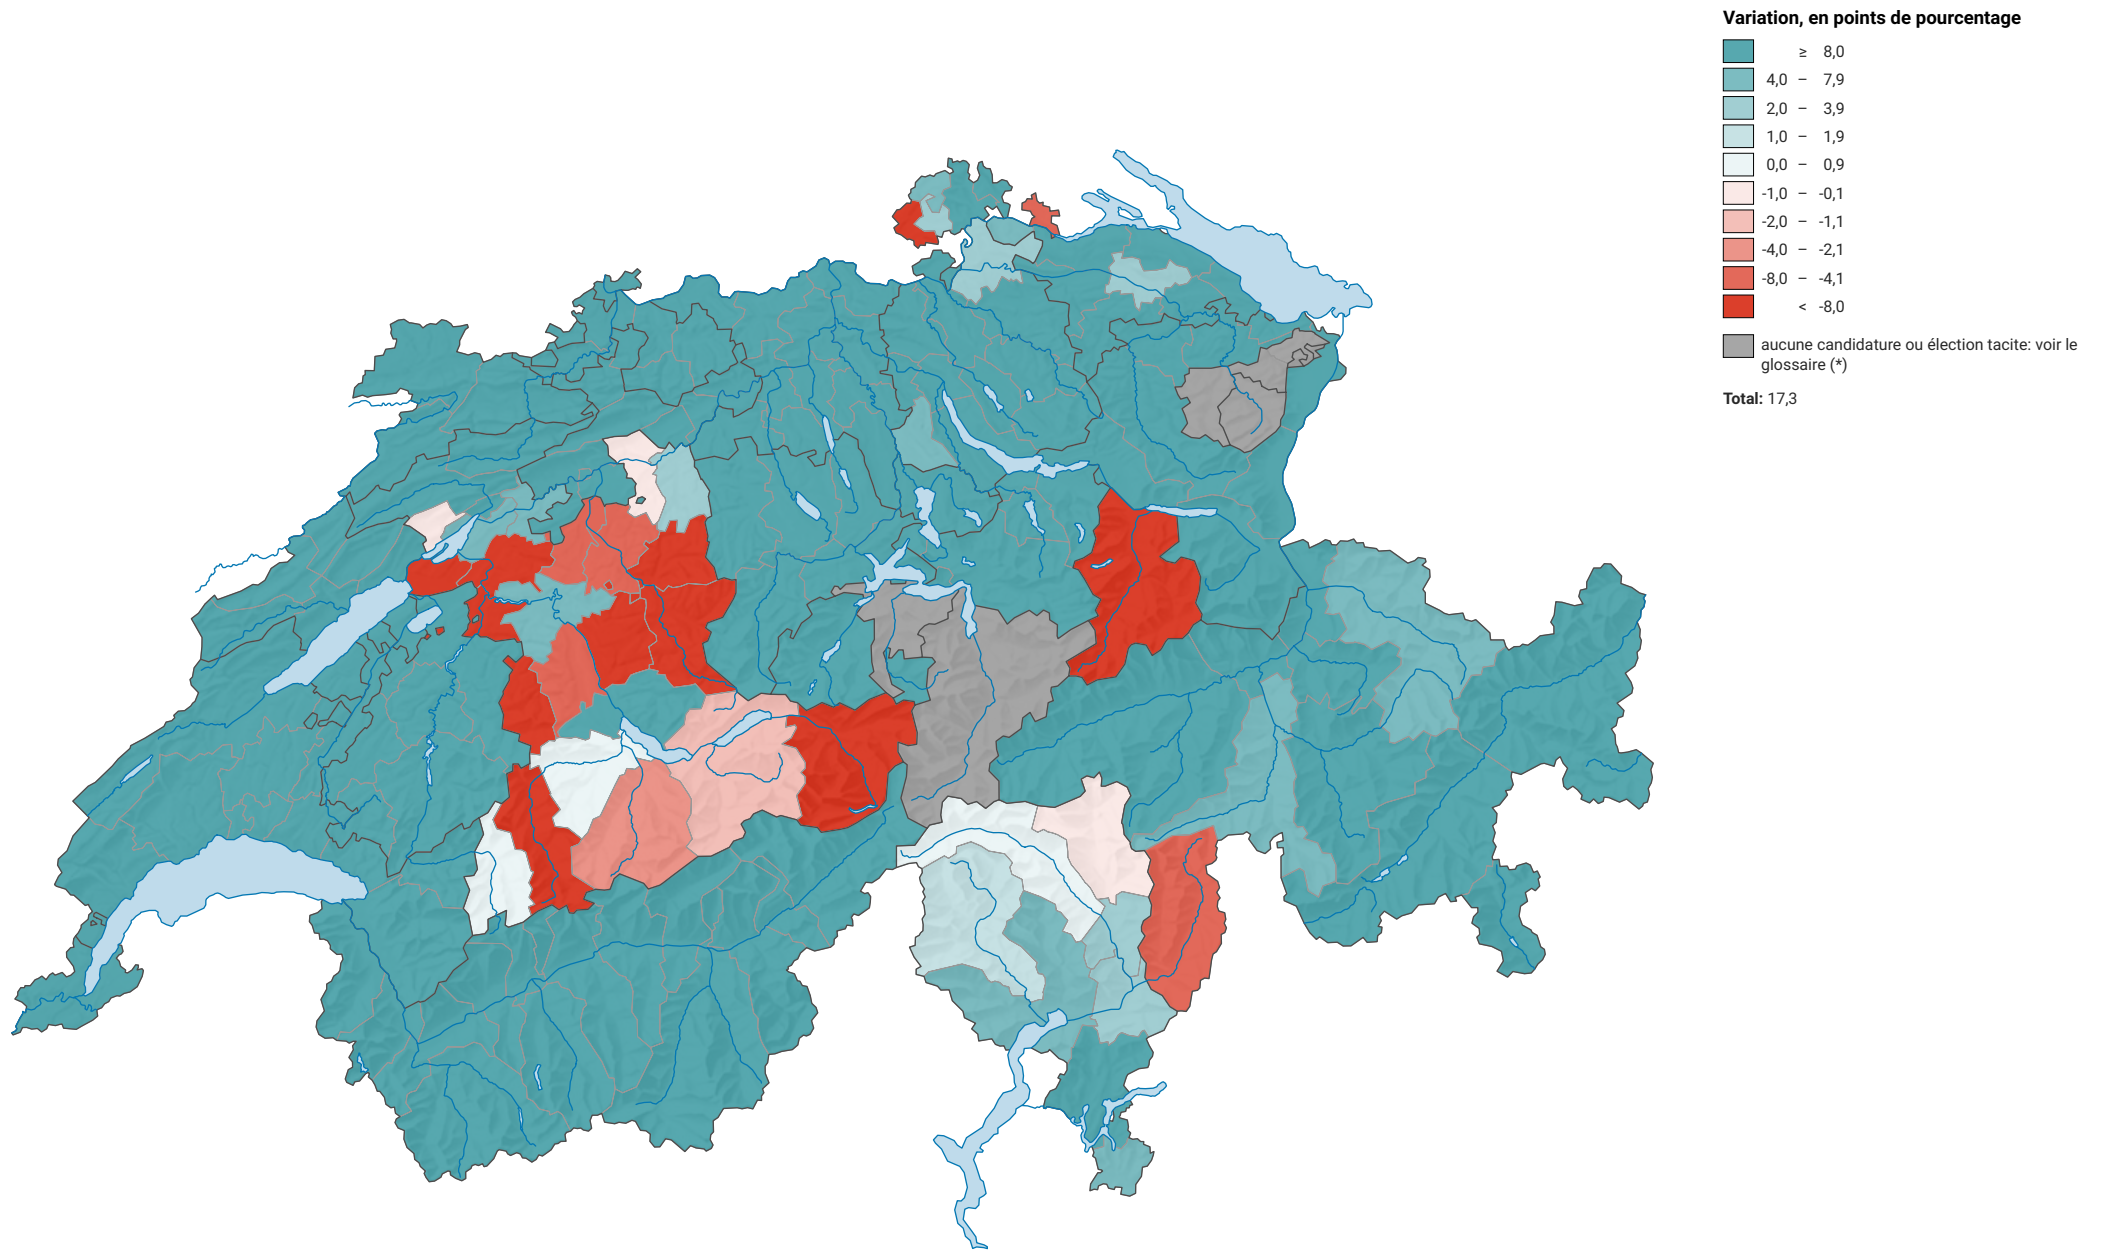 Variation, en points de pourcentage
≥ 8,0
4,0 – 7,9
2,0 – 3,9
1,0 – 1,9
0,0 – 0,9
-1,0 – -0,1
-2,0 – -1,1
-4,0 – -2,1
-8,0 – -4,1
< -8,0
aucune candidature ou élection tacite: voir le
glossaire (*)
Total: 17,3